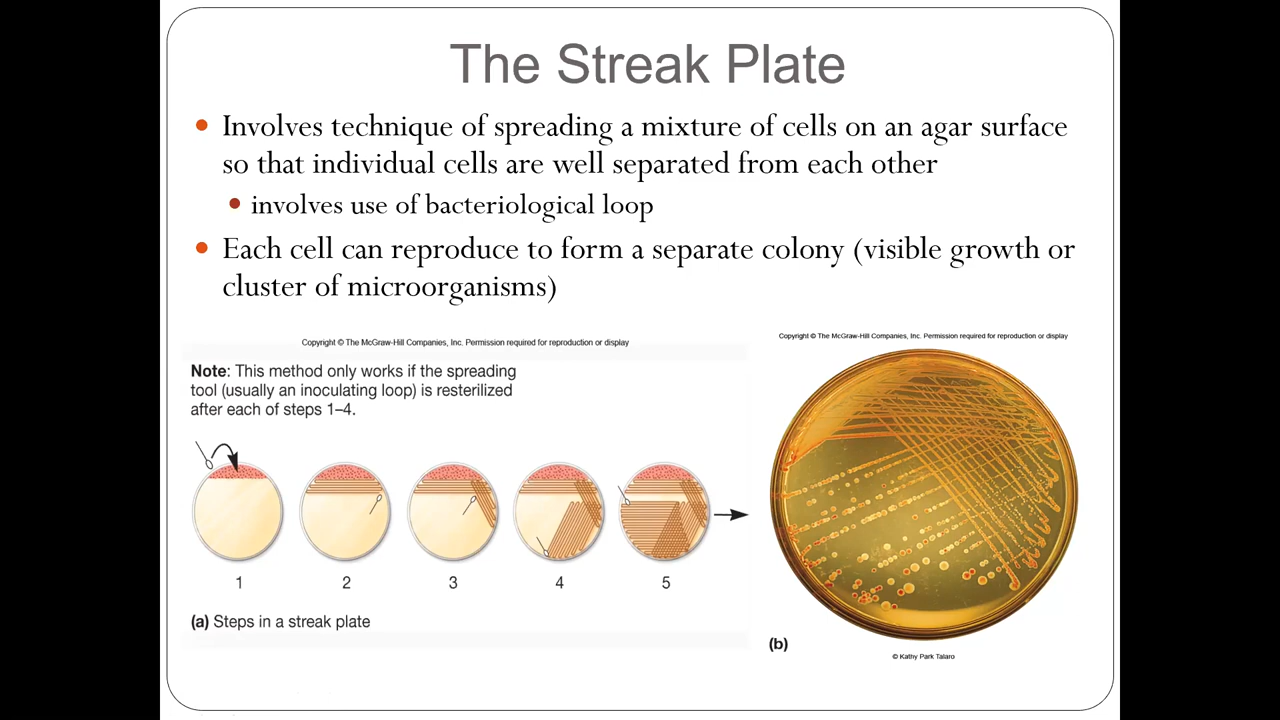 The Streak Plate
• Involves technique of spreading a mixture of cells on an agar surface
so that individual cells are well separated from each other
• involves use of bacteriological loop
• Each cell can reproduce to form a separate colony (visible growth or
cluster of microorganisms)
Copyright © The McGraw-Hill Companies, Inc. Permission required for reproduction or display
Note: This method only works if the spreading
tool (usually an inoculating loop) is resterilized
after each of steps 1–4.
1 2 3 4 5
(a) Steps in a streak plate
Copyright © The McGraw-Hill Companies, Inc. Permission required for reproduction or display
(b)
© Kathy Park Talaro